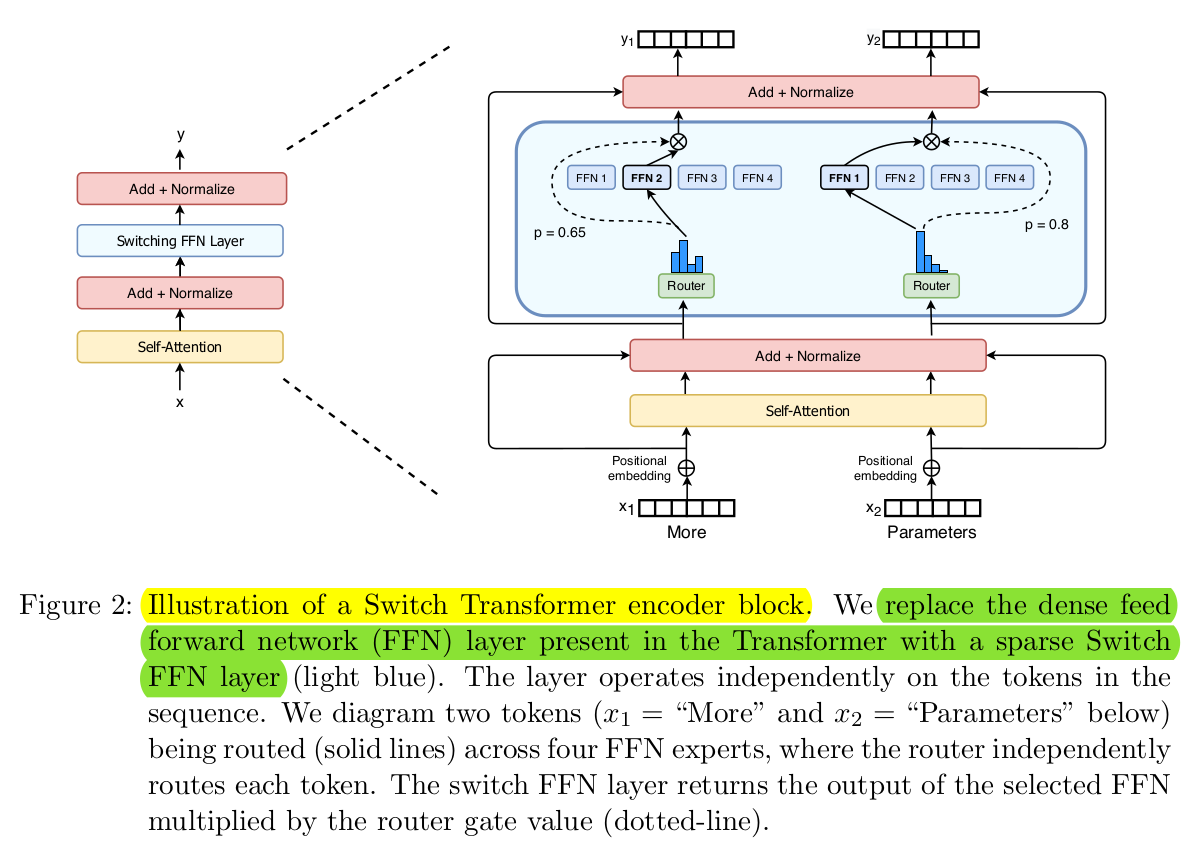 y
Add + Normalize
Switching FFN Layer
Add + Normalize
Self-Attention
x
y1
y2
Add + Normalize
FFN 1 FFN 2 FFN 3 FFN 4
FFN 1 FFN 2 FFN 3 FFN 4
p = 0.65
p = 0.8
Router
Router
Add + Normalize
Self-Attention
Positional
embedding
Positional
embedding
x1
x2
More
Parameters
Figure 2: Illustration of a Switch Transformer encoder block. We replace the dense feed
forward network (FFN) layer present in the Transformer with a sparse Switch
FFN layer (light blue). The layer operates independently on the tokens in the
sequence. We diagram two tokens (x1 = “More” and x2 = “Parameters” below)
being routed (solid lines) across four FFN experts, where the router independently
routes each token. The switch FFN layer returns the output of the selected FFN
multiplied by the router gate value (dotted-line).